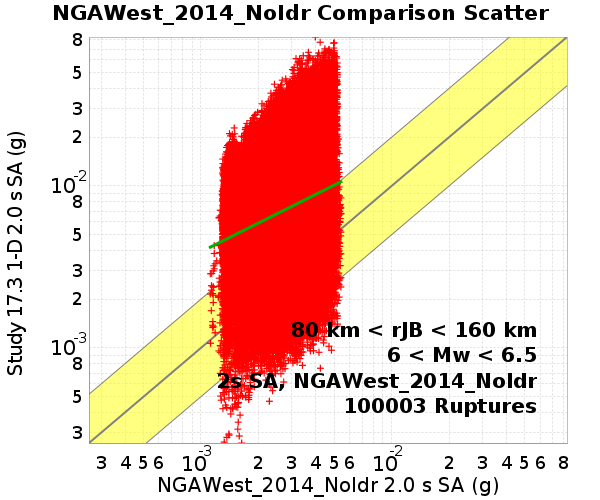 NGAWest_2014_NoIdr Comparison Scatter
8
5
3
2
10-2
8
5
3
2
10-3
8
5
3
Study 17.3 1-D 2.0 s SA (g)
80 km < rJB < 160 km
6 < Mw < 6.5
2s SA, NGAWest_2014_NoIdr
100003 Ruptures
3 4 5 6 10-3 2 3 4 5 6 10-2 2 3 4 5 6 8
NGAWest_2014_NoIdr 2.0 s SA (g)